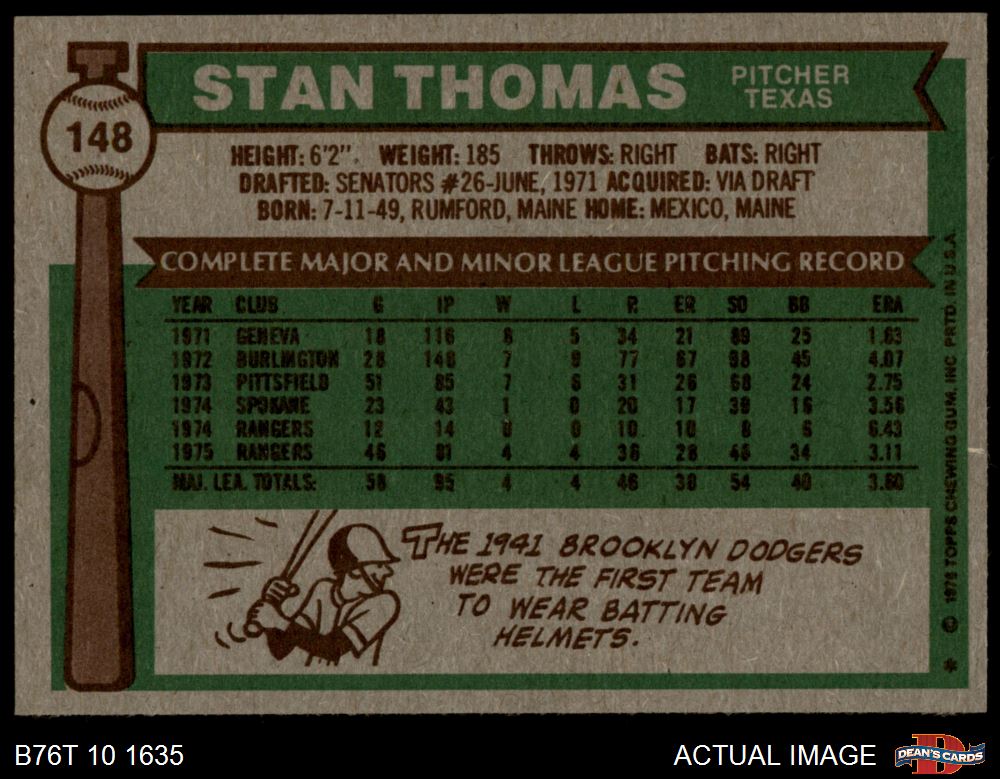 STAN THOMAS
PITCHER
TEXAS
148
HEIGHT: 6'2". WEIGHT: 185 THROWS: RIGHT BATS: RIGHT
DRAFTED: SENATORS #26-JUNE, 1971 ACQUIRED: VIA DRAFT
BORN: 7-11-49, RUMFORD, MAINE HOME: MEXICO, MAINE
COMPLETE MAJOR AND MINOR LEAGUE PITCHING RECORD
YEAR CLUB G IP W L R ER SO BB ERA
1971 GENEVA 18 116 5 34 21 89 25 1.63
1972 BURLINGTON 28 148 7 9 77 67 98 45 4.07
1973 PITTSFIELD 51 85 7 6 31 26 68 24 2.75
1974 SPOKANE 23 43 1 0 20 17 39 16 3.56
1974 RANGERS 12 14 0 0 10 10 8 6 6.43
1975 RANGERS 46 81 4 4 36 28 46 34 3.11
MAJ. LEA. TOTALS: 58 95 4 4 46 38 54 40 3.60
THE 1941 BROOKLYN DODGERS
WERE THE FIRST TEAM
TO WEAR BATTING
HELMETS.
* © 1976 TOPPS CHEWING GUM, INC. PRTD. IN U.S.A.
B76T 10 1635
ACTUAL IMAGE
DEAN'S CARDS